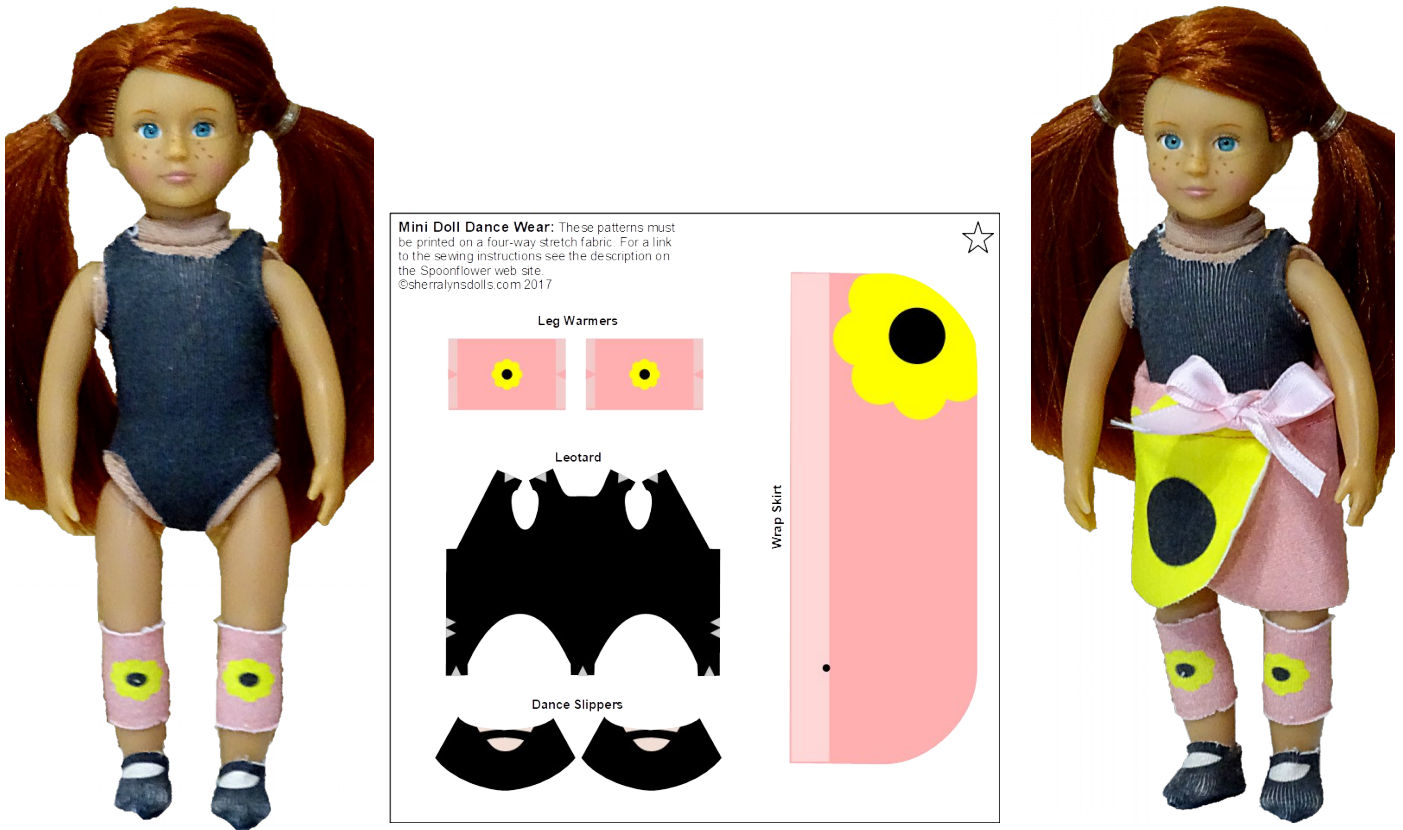 Mini Doll Dance Wear: These patterns must
be printed on a four-way stretch fabric. For a link
to the sewing instructions see the description on
the Spoonflower web site.
©sherralynsdolls.com 2017
Leg Warmers
Leotard
Wrap Skirt
Dance Slippers